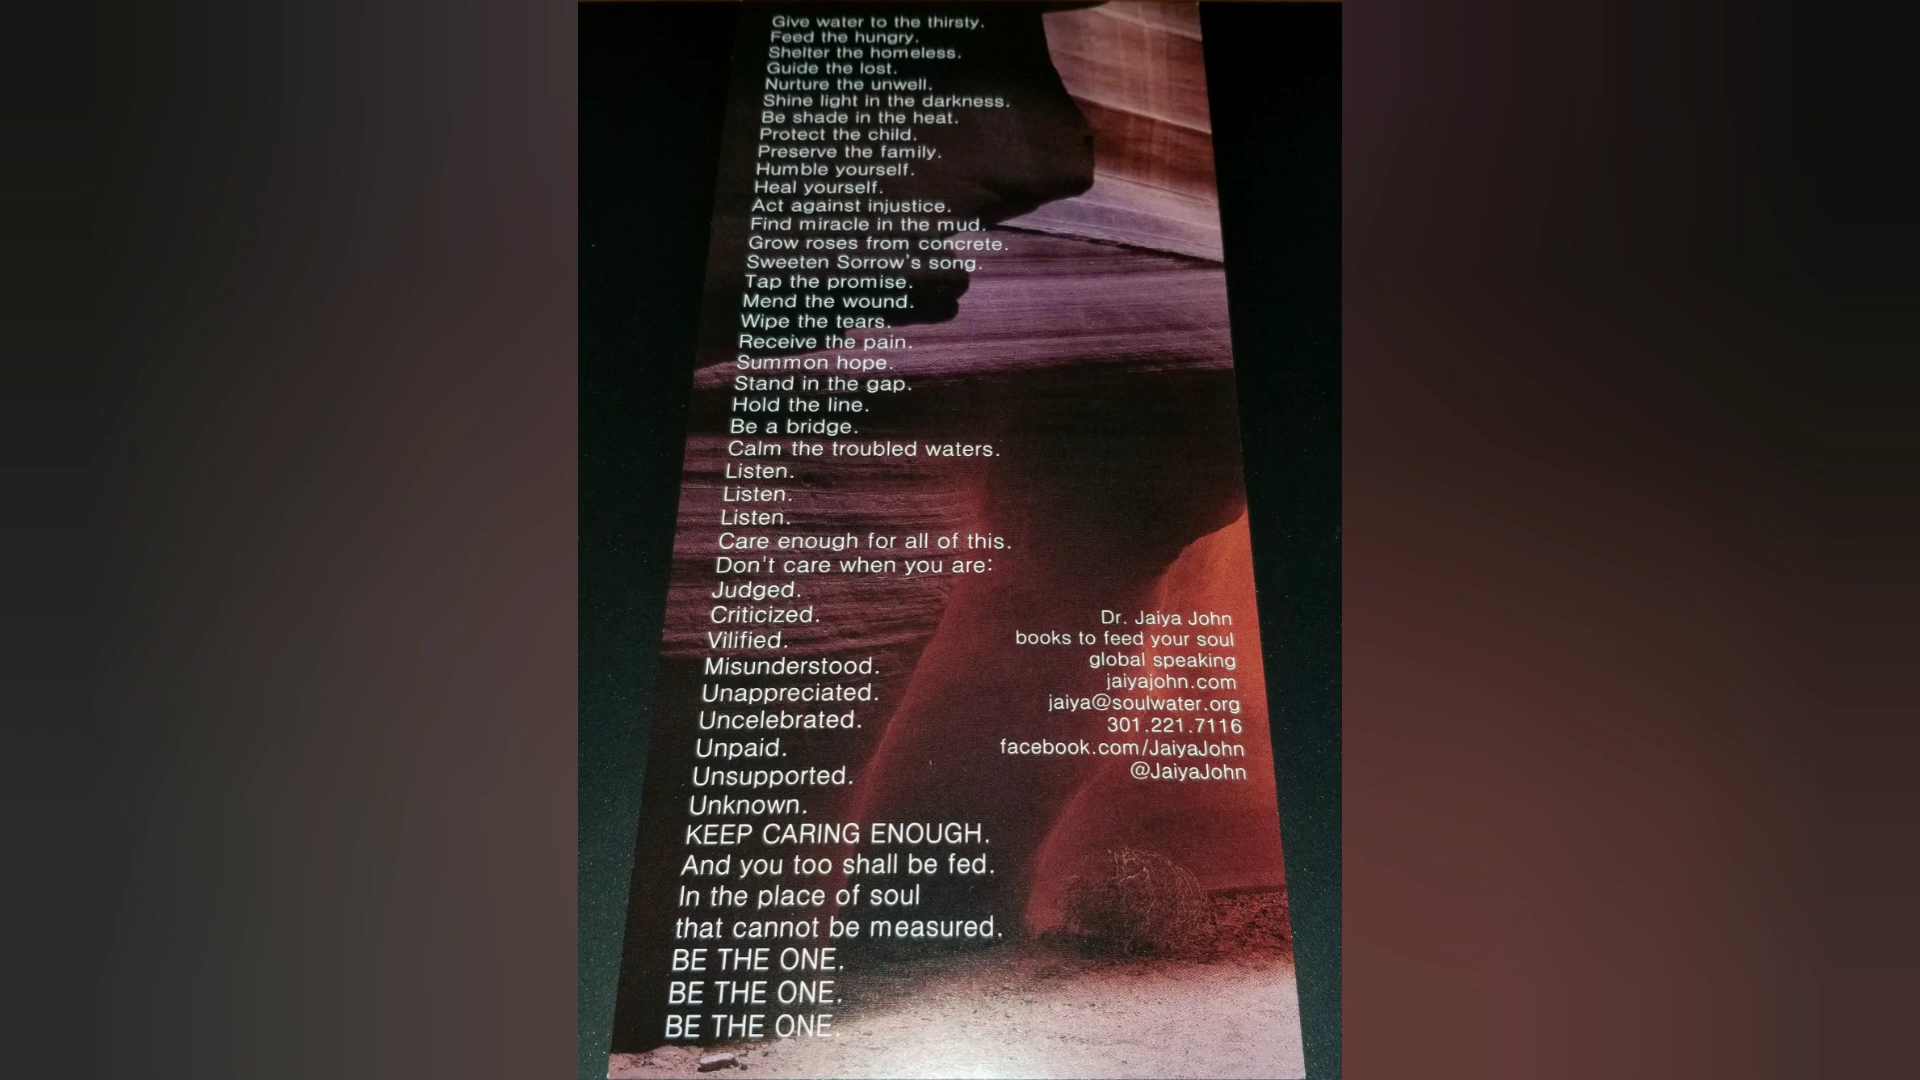 Give water to the thirsty.
Feed the hungry.
Shelter the homeless.
Guide the lost.
Nurture the unwell.
Shine light in the darkness.
Be shade in the heat.
Protect the child.
Preserve the family.
Humble yourself.
Heal yourself.
Act against injustice.
Find miracle in the mud.
Grow roses from concrete.
Sweeten Sorrow's song.
Tap the promise.
Mend the wound.
Wipe the tears.
Receive the pain.
Summon hope.
Stand in the gap.
Hold the line.
Be a bridge.
Calm the troubled waters.
Listen.
Listen.
Listen.
Care enough for all of this.
Don't care when you are:
Judged.
Criticized.
Vilified.
Misunderstood.
Unappreciated.
Uncelebrated.
Unpaid.
Unsupported.
Unknown.
KEEP CARING ENOUGH.
And you too shall be fed.
In the place of soul
that cannot be measured.
BE THE ONE.
BE THE ONE.
BE THE ONE.
Dr. Jaiya John
books to feed your soul
global speaking
jaiyajohn.com
jaiya@soulwater.org
301.221.7116
facebook.com/JaiyaJohn
@JaiyaJohn